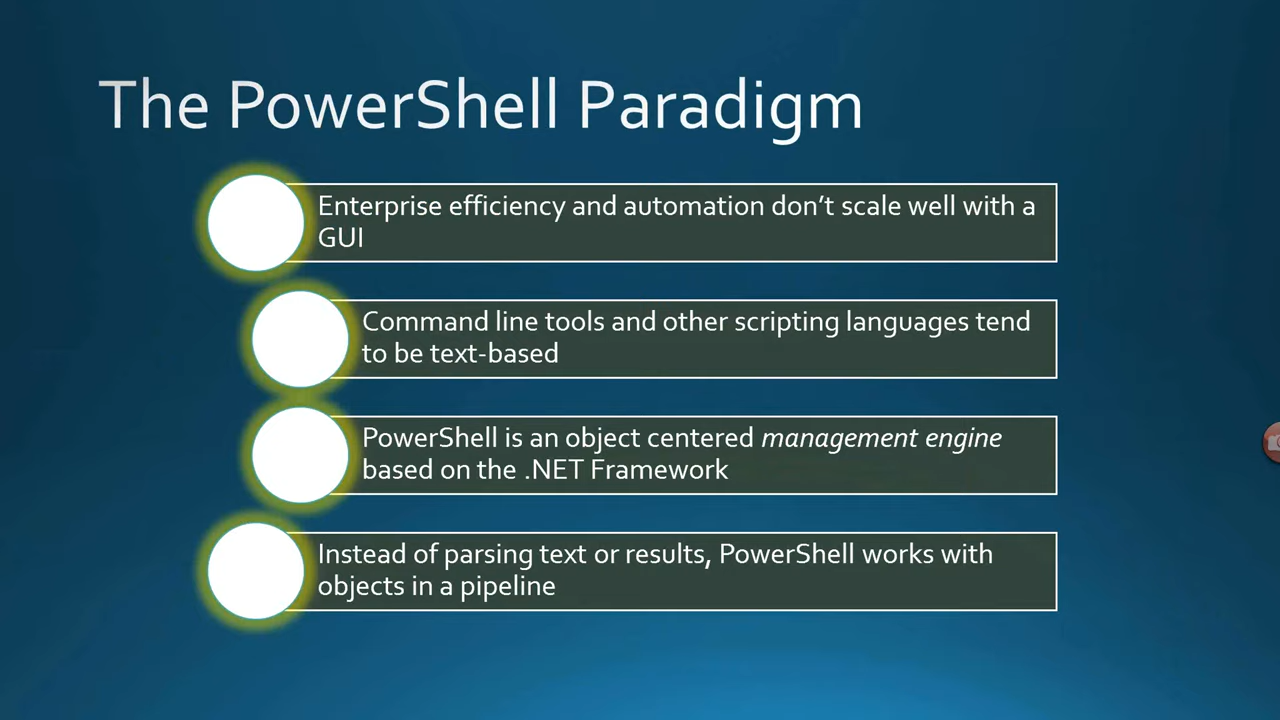 The PowerShell Paradigm
Enterprise efficiency and automation don’t scale well with a
GUI
Command line tools and other scripting languages tend
to be text-based
PowerShell is an object centered management engine
based on the .NET Framework
Instead of parsing text or results, PowerShell works with
objects in a pipeline